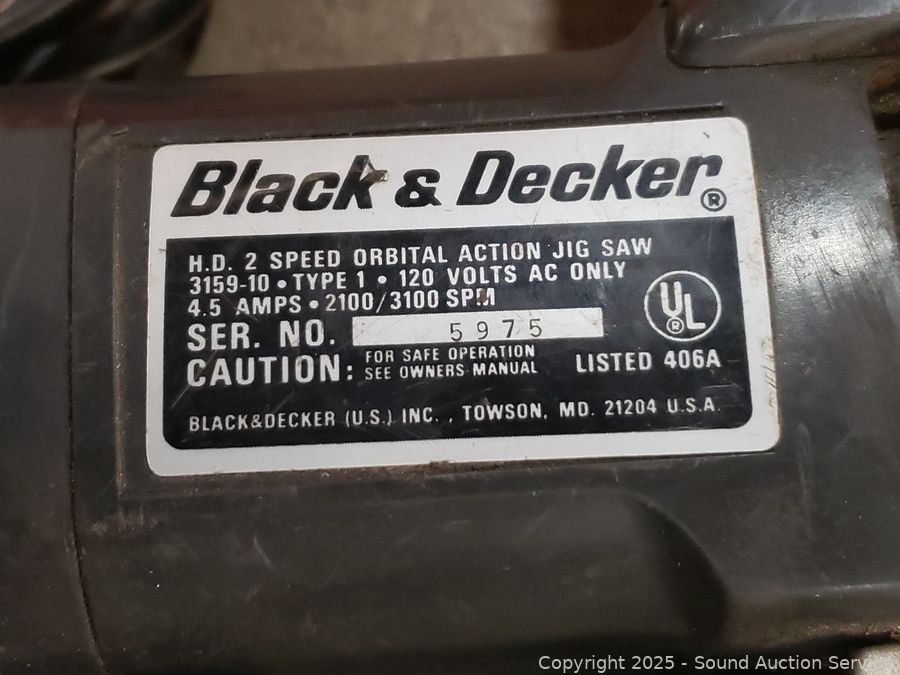 Black & Decker®
H.D. 2 SPEED ORBITAL ACTION JIG SAW
3159-10 • TYPE 1 • 120 VOLTS AC ONLY
4.5 AMPS • 2100/3100 SPM
SER. NO. 5975
UL®
CAUTION: FOR SAFE OPERATION
SEE OWNERS MANUAL
LISTED 406A
BLACK&DECKER (U.S.) INC., TOWSON, MD. 21204 U.S.A.
Copyright 2025 - Sound Auction Service